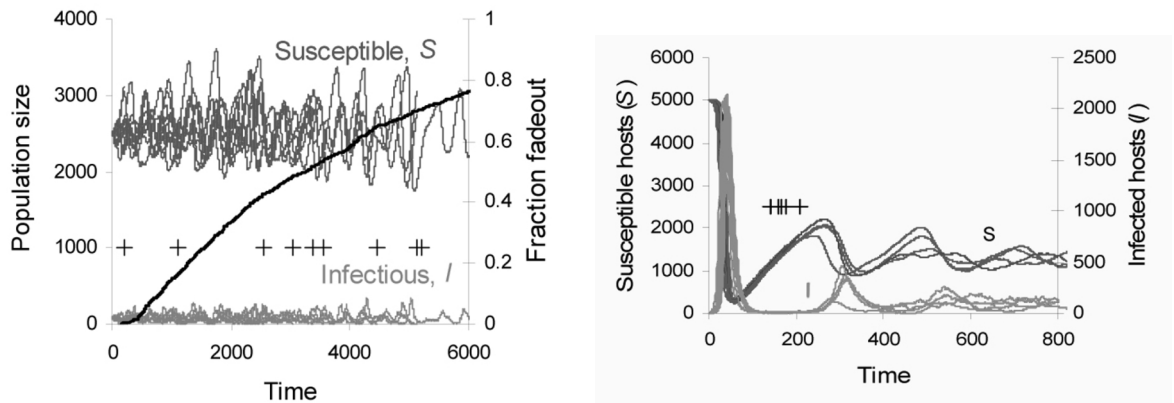 4000
3000
2000
1000
0
Population size
Susceptible, S
Infectious, I
1
0.8
0.6
0.4
0.2
0
Fraction fadeout
0 2000 4000 6000
Time
6000
5000
4000
3000
2000
1000
0
Susceptible hosts (S)
S
I
2500
2000
1500
1000
500
0
Infected hosts (I)
0 200 400 600 800
Time